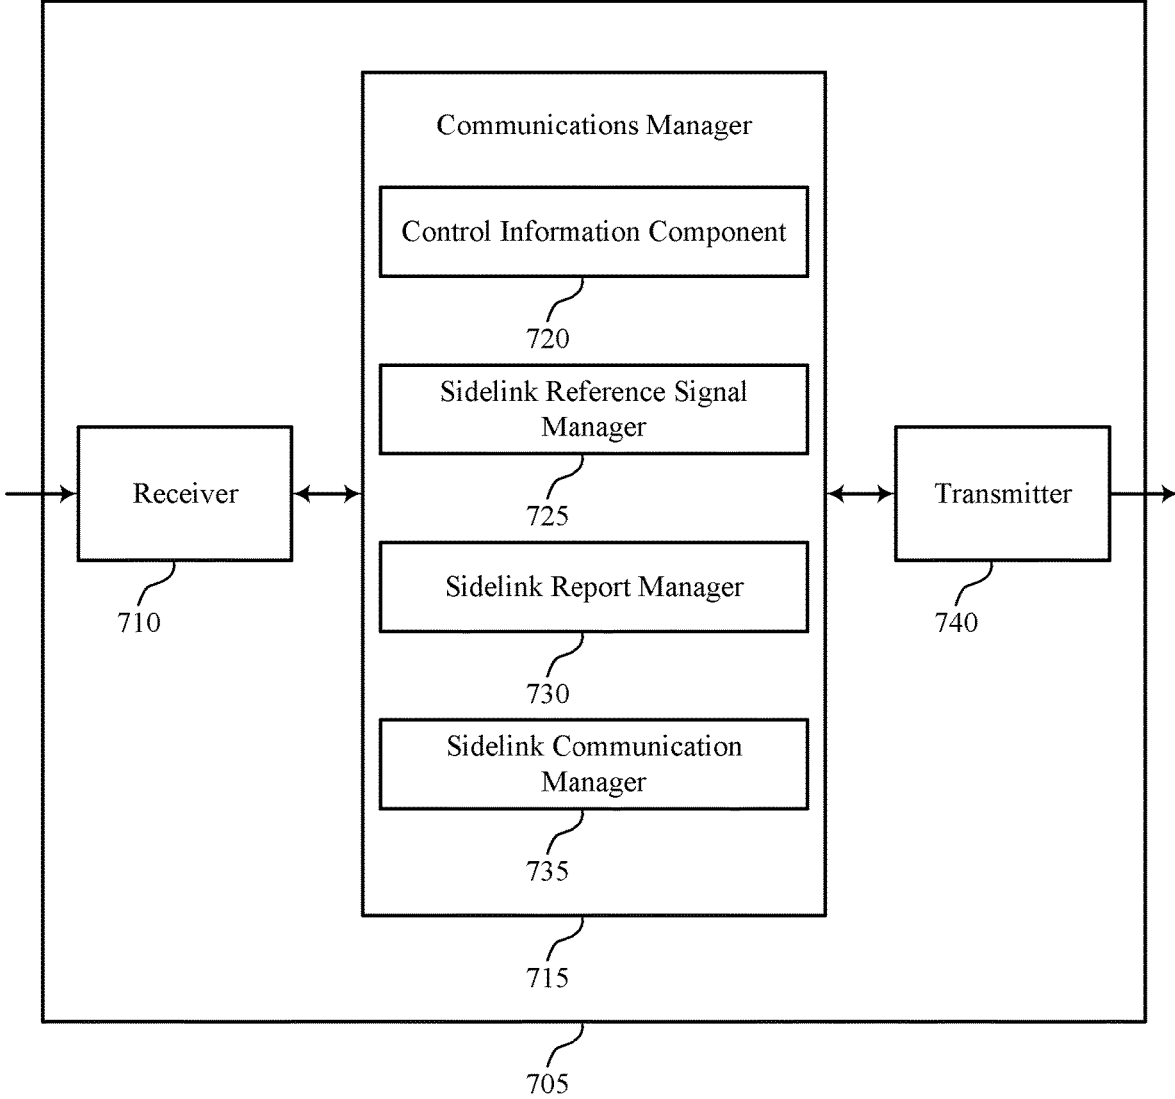 Communications Manager
Control Information Component
720
Sidelink Reference Signal
Manager
725
Receiver
710
Transmitter
740
Sidelink Report Manager
730
Sidelink Communication
Manager
735
715
705